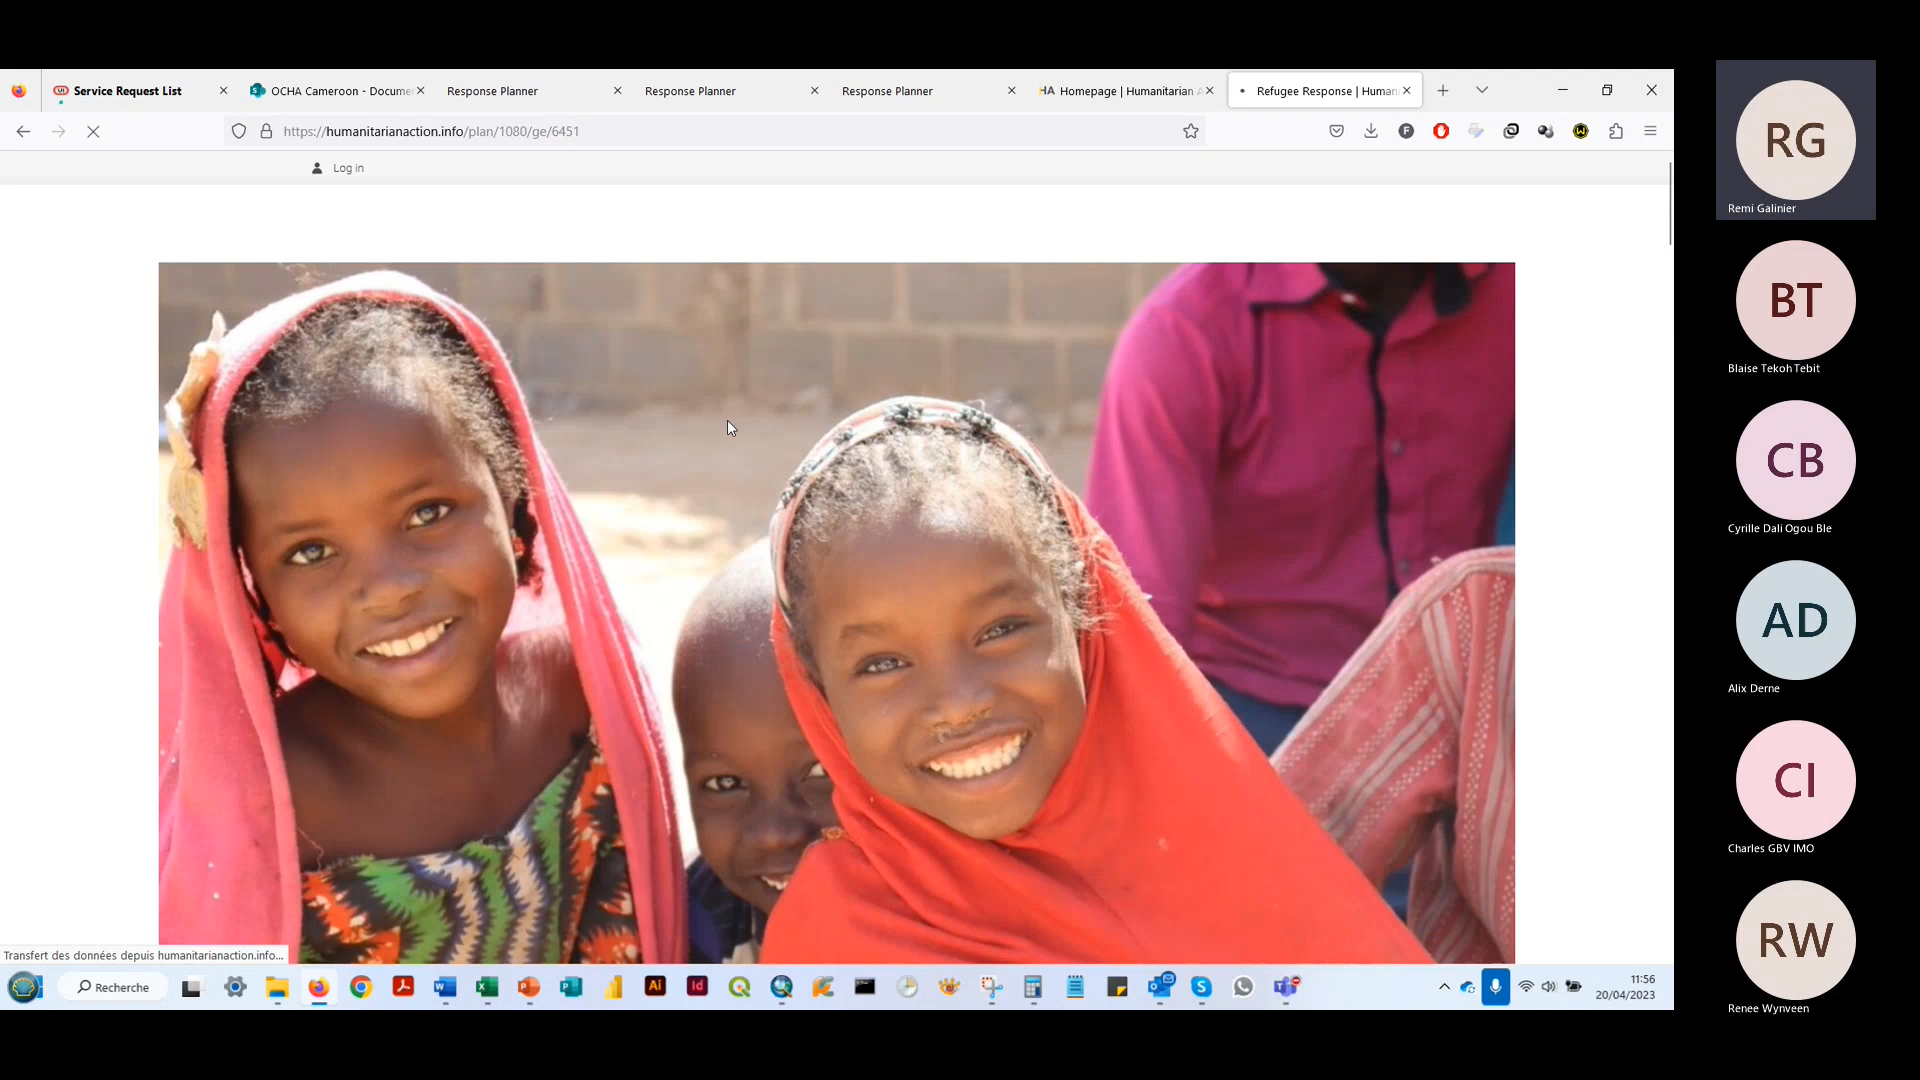 Service Request List
OCHA Cameroon - Docume
Response Planner
Response Planner
Response Planner
HA Homepage | Humanitarian A
Refugee Response | Human
https://humanitarianaction.info/plan/1080/ge/6451
Log in
Transfert des données depuis humanitarianaction.info...
Recherche
11:56
20/04/2023
RG
Remi Galinier
BT
Blaise Tekoh Tebit
CB
Cyrille Dali Ogou Ble
AD
Alix Derne
CI
Charles GBV IMO
RW
Renee Wynveen